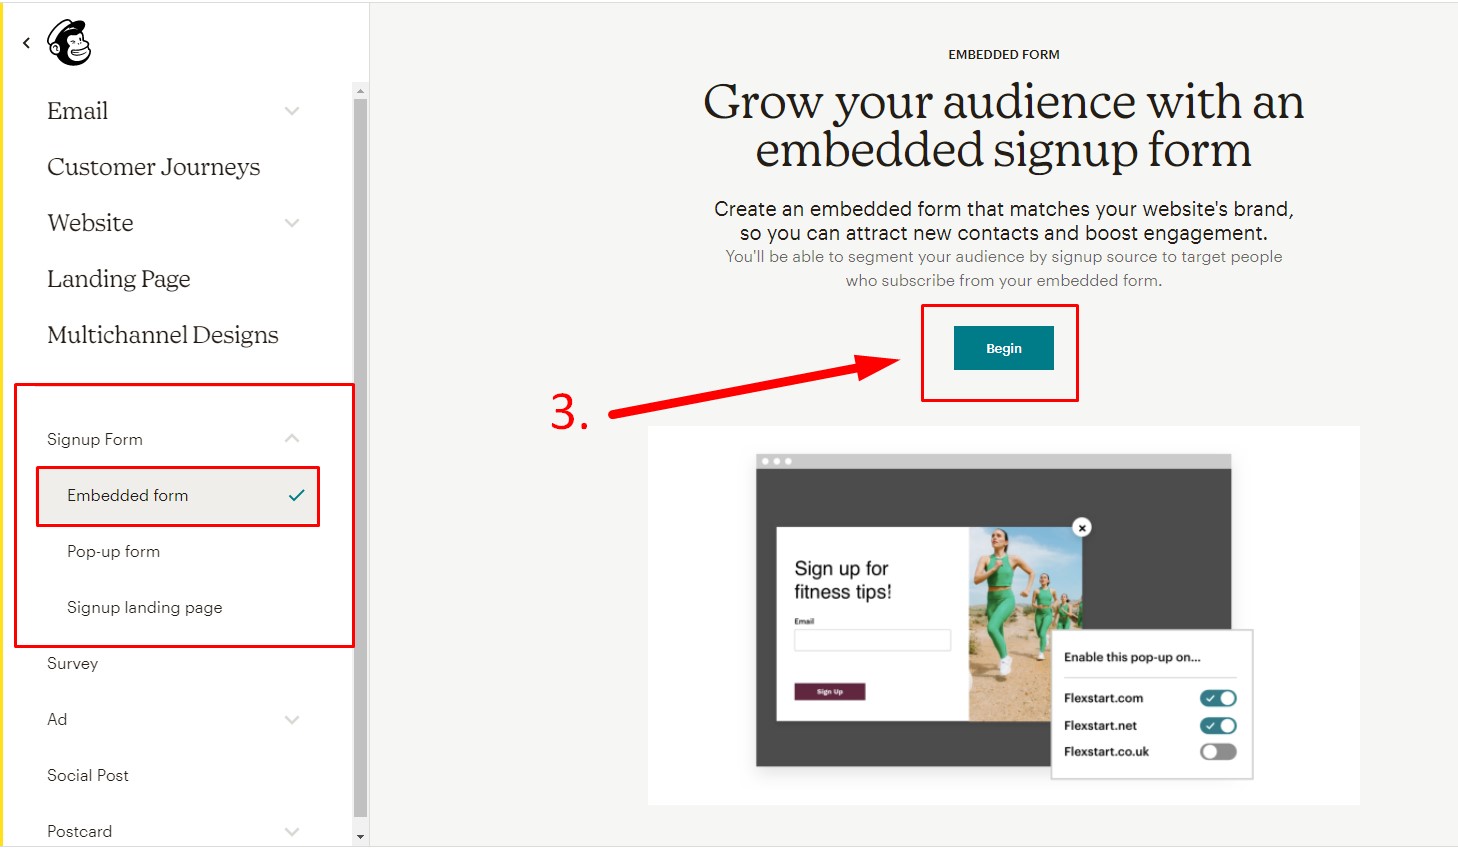 Email
Customer Journeys
Website
Landing Page
Multichannel Designs
Signup Form
Embedded form
Pop-up form
Signup landing page
Survey
Ad
Social Post
Postcard
EMBEDDED FORM
Grow your audience with an
embedded signup form
Create an embedded form that matches your website's brand,
so you can attract new contacts and boost engagement.
You'll be able to segment your audience by signup source to target people
who subscribe from your embedded form.
Begin
3.
Sign up for
fitness tips!
Email
Sign Up
Enable this pop-up on...
Flexstart.com
Flexstart.net
Flexstart.co.uk